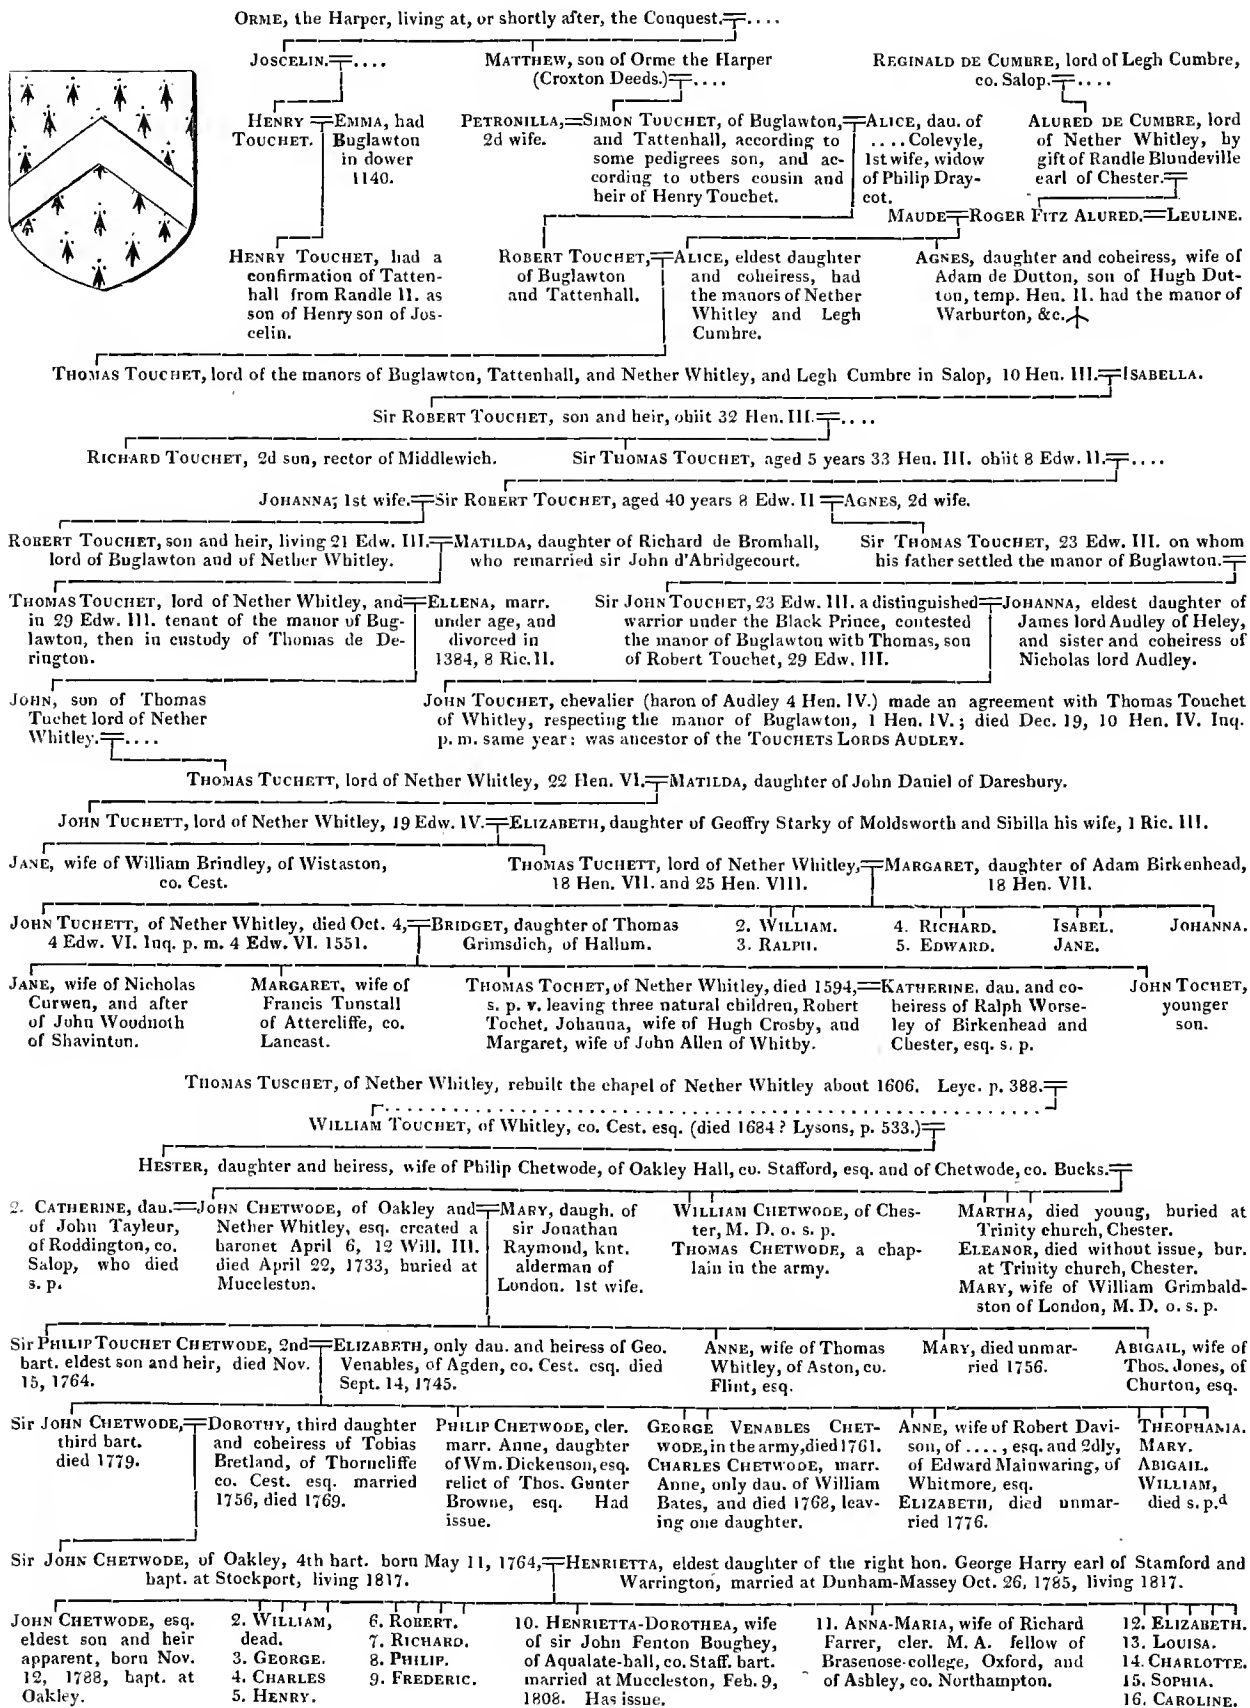 ORME, the Harper, living at, or shortly after, the Conquest.=....
JOSCELIN.=....
MATTHEW, son of Orme the Harper
(Croxton Deeds.)=....
REGINALD DE CUMBRE, lord of Legh Cumbre,
co. Salop.=....
HENRY
TOUCHET.
=EMMA, had
Buglawton
in dower
1140.
PETRONILLA,
2d wife.
=SIMON TOUCHET, of Buglawton,
and Tattenhall, according to
some pedigrees son, and ac-
cording to others cousin and
heir of Henry Touchet.
=ALICE, dau. of
.... Colevyle,
1st wife, widow
of Philip Dray-
cot.
ALURED DE CUMBRE, lord
of Nether Whitley, by
gift of Randle Blundeville
earl of Chester.=
MAUDE=ROGER FITZ ALURED.=LEULINE.
HENRY TOUCHET, had a
confirmation of Tatten-
hall from Randle II. as
son of Henry son of Jos-
celin.
ROBERT TOUCHET,
of Buglawton
and Tattenhall.
=ALICE, eldest daughter
and coheiress, had
the manors of Nether
Whitley and Legh
Cumbre.
AGNES, daughter and coheiress, wife of
Adam de Dutton, son of Hugh Dut-
ton, temp. Hen. II. had the manor of
Warburton, &c.
THOMAS TOUCHET, lord of the manors of Buglawton, Tattenhall, and Nether Whitley, and Legh Cumbre in Salop, 10 Hen. III.=ISABELLA.
Sir ROBERT TOUCHET, son and heir, obiit 32 Hen. III.=....
RICHARD TOUCHET, 2d son, rector of Middlewich.
Sir THOMAS TOUCHET, aged 5 years 33 Hen. III. obiit 8 Edw. II.=....
JOHANNA; 1st wife.=Sir ROBERT TOUCHET, aged 40 years 8 Edw. II=AGNES, 2d wife.
ROBERT TOUCHET, son and heir, living 21 Edw. III.
lord of Buglawton and of Nether Whitley.
=MATILDA, daughter of Richard de Bromhall,
who remarried sir John d'Abridgecourt.
Sir THOMAS TOUCHET, 23 Edw. III. on whom
his father settled the manor of Buglawton.=
THOMAS TOUCHET, lord of Nether Whitley, and
in 29 Edw. III. tenant of the manor of Bug-
lawton, then in custody of Thomas de De-
rington.
=ELLENA, marr.
under age, and
divorced in
1384, 8 Ric. II.
Sir JOHN TOUCHET, 23 Edw. III. a distinguished
warrior under the Black Prince, contested
the manor of Buglawton with Thomas, son
of Robert Touchet, 29 Edw. III.
=JOHANNA, eldest daughter of
James lord Audley of Heley,
and sister and coheiress of
Nicholas lord Audley.
JOHN, son of Thomas
Tuchet lord of Nether
Whitley.=....
JOHN TOUCHET, chevalier (baron of Audley 4 Hen. IV.) made an agreement with Thomas Touchet
of Whitley, respecting the manor of Buglawton, 1 Hen. IV.; died Dec. 19, 10 Hen. IV. Inq.
p. m. same year: was ancestor of the TOUCHETS LORDS AUDLEY.
THOMAS TUCHETT, lord of Nether Whitley, 22 Hen. VI.=MATILDA, daughter of John Daniel of Daresbury.
JOHN TUCHETT, lord of Nether Whitley, 19 Edw. IV.=ELIZABETH, daughter of Geoffry Starky of Moldsworth and Sibilla his wife, 1 Ric. III.
JANE, wife of William Brindley, of Wistaston,
co. Cest.
THOMAS TUCHETT, lord of Nether Whitley,
18 Hen. VII. and 25 Hen. VIII.
=MARGARET, daughter of Adam Birkenhead,
18 Hen. VII.
JOHN TUCHETT, of Nether Whitley, died Oct. 4,
4 Edw. VI. Inq. p. m. 4 Edw. VI. 1551.
=BRIDGET, daughter of Thomas
Grimsdich, of Hallum.
2. WILLIAM.
3. RALPH.
4. RICHARD.
5. EDWARD.
ISABEL.
JANE.
JOHANNA.
JANE, wife of Nicholas
Curwen, and after
of John Woodnoth
of Shavinton.
MARGARET, wife of
Francis Tunstall
of Attercliffe, co.
Lancast.
THOMAS TOCHET, of Nether Whitley, died 1594,
s. p. v. leaving three natural children, Robert
Tochet, Johanna, wife of Hugh Crosby, and
Margaret, wife of John Allen of Whitby.
=KATHERINE, dau. and co-
heiress of Ralph Worse-
ley of Birkenhead and
Chester, esq. s. p.
JOHN TOCHET,
younger
son.
THOMAS TUSCHET, of Nether Whitley, rebuilt the chapel of Nether Whitley about 1606. Leyc. p. 388.=
WILLIAM TOUCHET, of Whitley, co. Cest. esq. (died 1684? Lysons, p. 533.)=
HESTER, daughter and heiress, wife of Philip Chetwode, of Oakley Hall, co. Stafford, esq. and of Chetwode, co. Bucks.=
2. CATHERINE, dau.
of John Tayleur,
of Roddington, co.
Salop, who died
s. p.
=JOHN CHETWODE, of Oakley and
Nether Whitley, esq. created a
baronet April 6, 12 Will. III.
died April 22, 1733, buried at
Muccleston.
=MARY, daugh. of
sir Jonathan
Raymond, knt.
alderman of
London. 1st wife.
WILLIAM CHETWODE, of Ches-
ter, M. D. o. s. p.
THOMAS CHETWODE, a chap-
lain in the army.
MARTHA, died young, buried at
Trinity church, Chester.
ELEANOR, died without issue, bur.
at Trinity church, Chester.
MARY, wife of William Grimbald-
ston of London, M. D. o. s. p.
Sir PHILIP TOUCHET CHETWODE, 2nd
bart. eldest son and heir, died Nov.
15, 1764.
=ELIZABETH, only dau. and heiress of Geo.
Venables, of Agden, co. Cest. esq. died
Sept. 14, 1745.
ANNE, wife of Thomas
Whitley, of Aston, co.
Flint, esq.
MARY, died unmar-
ried 1756.
ABIGAIL, wife of
Thos. Jones, of
Churton, esq.
Sir JOHN CHETWODE,
third bart.
died 1779.
=DOROTHY, third daughter
and coheiress of Tobias
Bretland, of Thorncliffe
co. Cest. esq. married
1756, died 1769.
PHILIP CHETWODE, cler.
marr. Anne, daughter
of Wm. Dickenson, esq.
relict of Thos. Gunter
Browne, esq. Had
issue.
GEORGE VENABLES CHET-
WODE, in the army, died 1761.
CHARLES CHETWODE, marr.
Anne, only dau. of William
Bates, and died 1768, leav-
ing one daughter.
ANNE, wife of Robert Davi-
son, of ...., esq. and 2dly,
of Edward Mainwaring, of
Whitmore, esq.
ELIZABETH, died unmar-
ried 1776.
THEOPHANIA.
MARY.
ABIGAIL.
WILLIAM,
died s. p.d
Sir JOHN CHETWODE, of Oakley, 4th bart. born May 11, 1764,
bapt. at Stockport, living 1817.
=HENRIETTA, eldest daughter of the right hon. George Harry earl of Stamford and
Warrington, married at Dunham-Massey Oct. 26, 1785, living 1817.
JOHN CHETWODE, esq.
eldest son and heir
apparent, born Nov.
12, 1788, bapt. at
Oakley.
2. WILLIAM,
dead.
3. GEORGE.
4. CHARLES
5. HENRY.
6. ROBERT.
7. RICHARD.
8. PHILIP.
9. FREDERIC.
10. HENRIETTA-DOROTHEA, wife
of sir John Fenton Boughey,
of Aqualate-hall, co. Staff. bart.
married at Muccleston, Feb. 9,
1808. Has issue.
11. ANNA-MARIA, wife of Richard
Farrer, cler. M. A. fellow of
Brasenose-college, Oxford, and
of Ashley, co. Northampton.
12. ELIZABETH.
13. LOUISA.
14. CHARLOTTE.
15. SOPHIA.
16. CAROLINE.